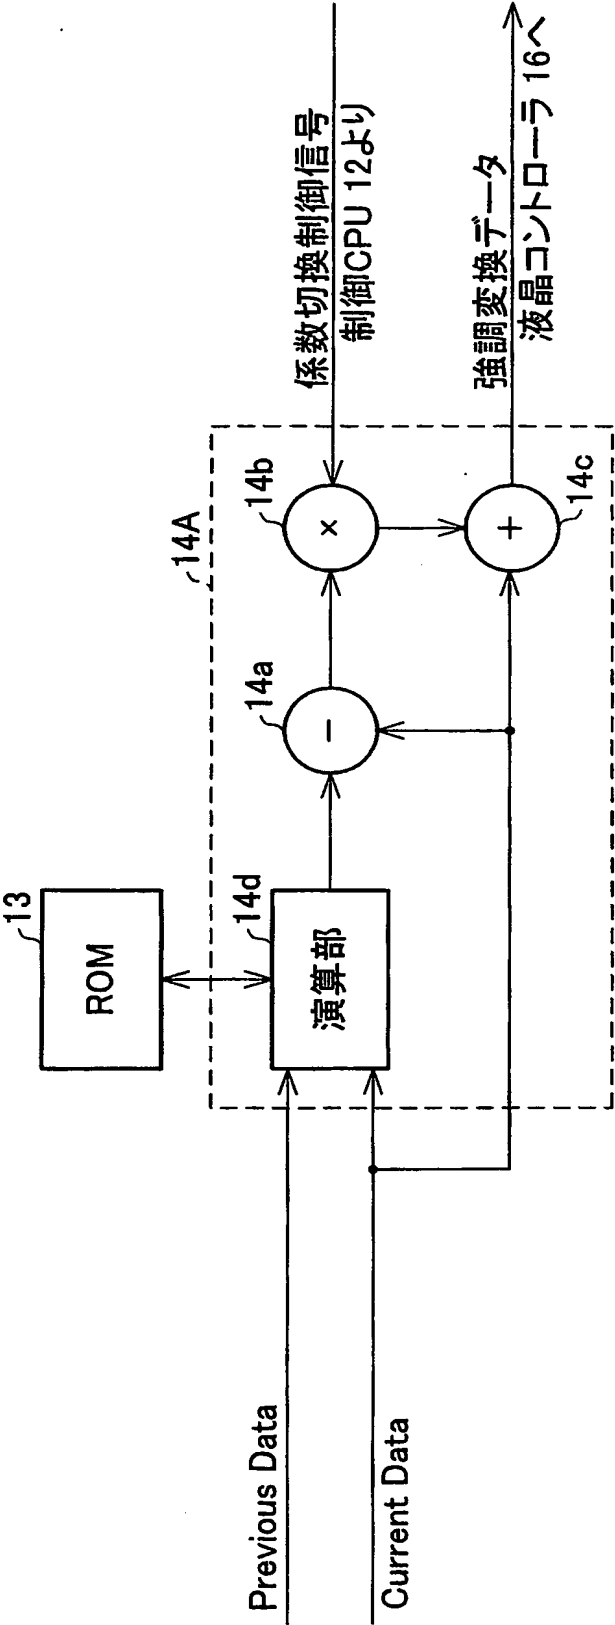 13
ROM
14A
14d
演算部
14a
−
14b
×
14c
+
係数切換制御信号
制御CPU 12より
強調変換データ
液晶コントローラ 16へ
Previous Data
Current Data